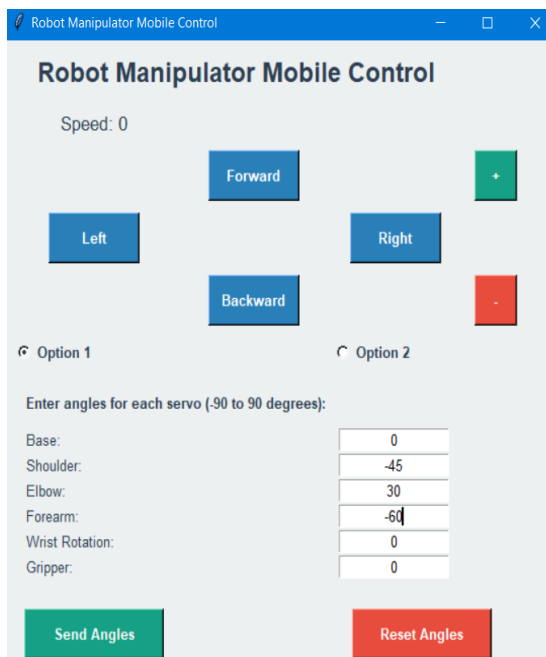 Robot Manipulator Mobile Control
Robot Manipulator Mobile Control
Speed: 0
Forward
+
Left
Right
Backward
-
Option 1
Option 2
Enter angles for each servo (-90 to 90 degrees):
Base: 0
Shoulder: -45
Elbow: 30
Forearm: -60
Wrist Rotation: 0
Gripper: 0
Send Angles
Reset Angles